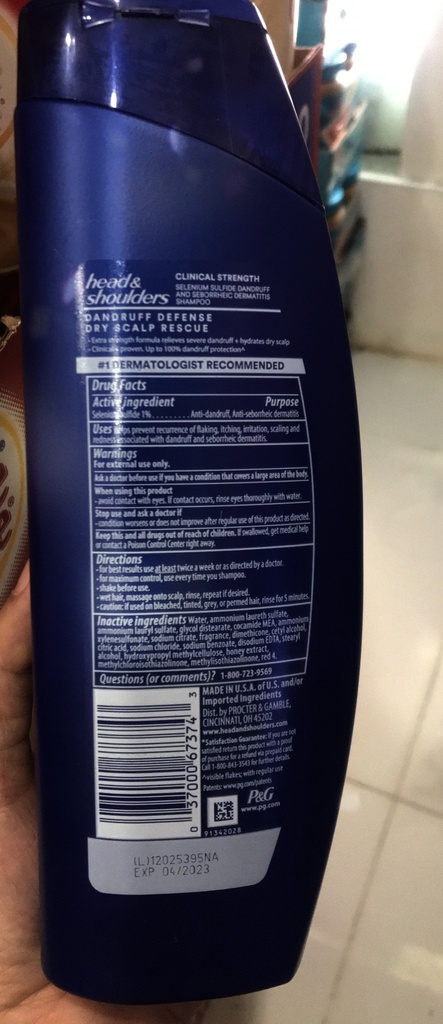 head &
shoulders
CLINICAL STRENGTH
SELENIUM SULFIDE DANDRUFF
AND SEBORRHEIC DERMATITIS
SHAMPOO
DANDRUFF DEFENSE
DRY SCALP RESCUE
• Extra strength formula relieves severe dandruff + hydrates dry scalp
• Clinically proven. Up to 100% dandruff protection^
#1 DERMATOLOGIST RECOMMENDED
Drug Facts
Active ingredient Purpose
Selenium sulfide 1%.......... Anti-dandruff, Anti-seborrheic dermatitis
Uses helps prevent recurrence of flaking, itching, irritation, scaling and
redness associated with dandruff and seborrheic dermatitis.
Warnings
For external use only.
Ask a doctor before use if you have a condition that covers a large area of the body.
When using this product
• avoid contact with eyes. If contact occurs, rinse eyes thoroughly with water.
Stop use and ask a doctor if
• condition worsens or does not improve after regular use of this product as directed.
Keep this and all drugs out of reach of children. If swallowed, get medical help
or contact a Poison Control Center right away.
Directions
• for best results use at least twice a week or as directed by a doctor.
• for maximum control, use every time you shampoo.
• shake before use.
• wet hair, massage onto scalp, rinse, repeat if desired.
• caution: if used on bleached, tinted, grey, or permed hair, rinse for 5 minutes.
Inactive ingredients Water, ammonium laureth sulfate,
ammonium lauryl sulfate, glycol distearate, cocamide MEA, ammonium
xylenesulfonate, sodium citrate, fragrance, dimethicone, cetyl alcohol,
citric acid, sodium chloride, sodium benzoate, disodium EDTA, stearyl
alcohol, hydroxypropyl methylcellulose, honey extract,
methylchloroisothiazolinone, methylisothiazolinone, red 4.
Questions (or comments)? 1-800-723-9569
0 37000 67374 3
MADE IN U.S.A. of U.S. and/or
Imported Ingredients
Dist. by PROCTER & GAMBLE,
CINCINNATI, OH 45202
www.headandshoulders.com
*Satisfaction Guarantee: If you are not
satisfied return this product with a proof
of purchase for a refund via prepaid card.
Call 1-800-843-3543 for further details.
^visible flakes; with regular use
Patents: www.pg.com/patents
P&G
www.pg.com
91342028
(L)12025395NA
EXP 04/2023